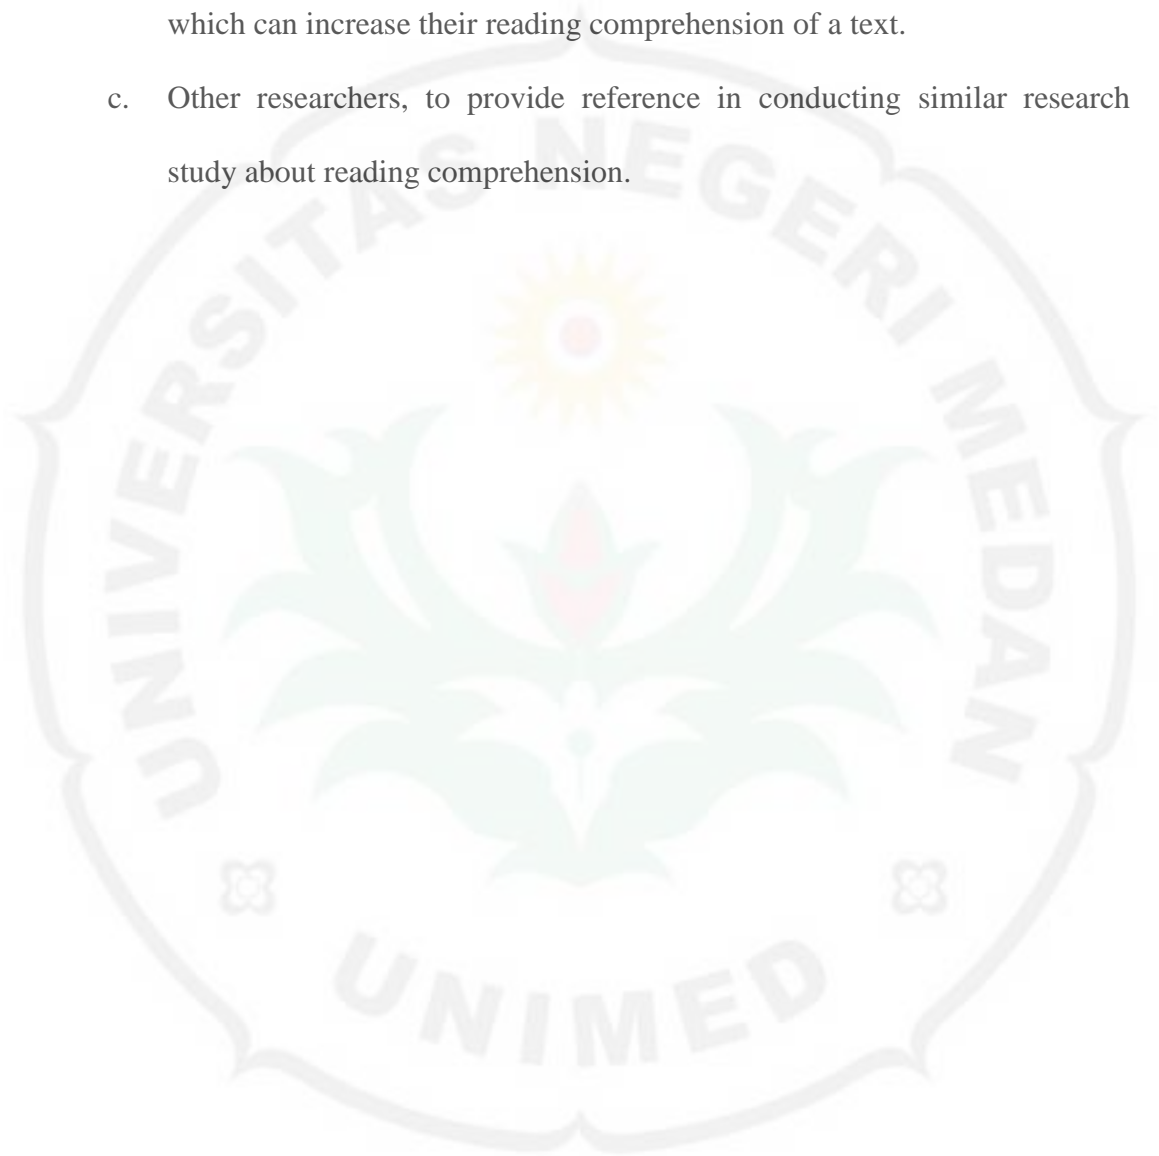 which can increase their reading comprehension of a text.
c. Other researchers, to provide reference in conducting similar research
study about reading comprehension.
UNIVERSITAS NEGERI MEDAN
UNIMED